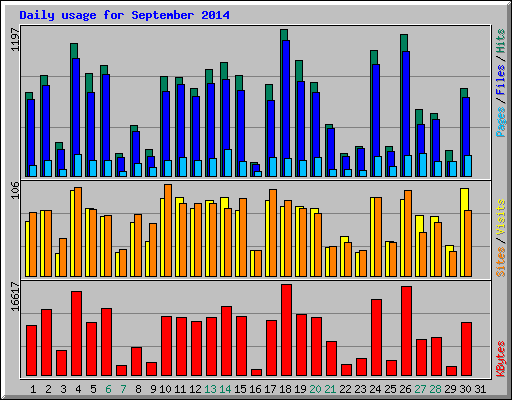 Daily usage for September 2014
1197
Pages / Files / Hits
106
Sites / Visits
16617
KBytes
1 2 3 4 5 6 7 8 9 10 11 12 13 14 15 16 17 18 19 20 21 22 23 24 25 26 27 28 29 30 31